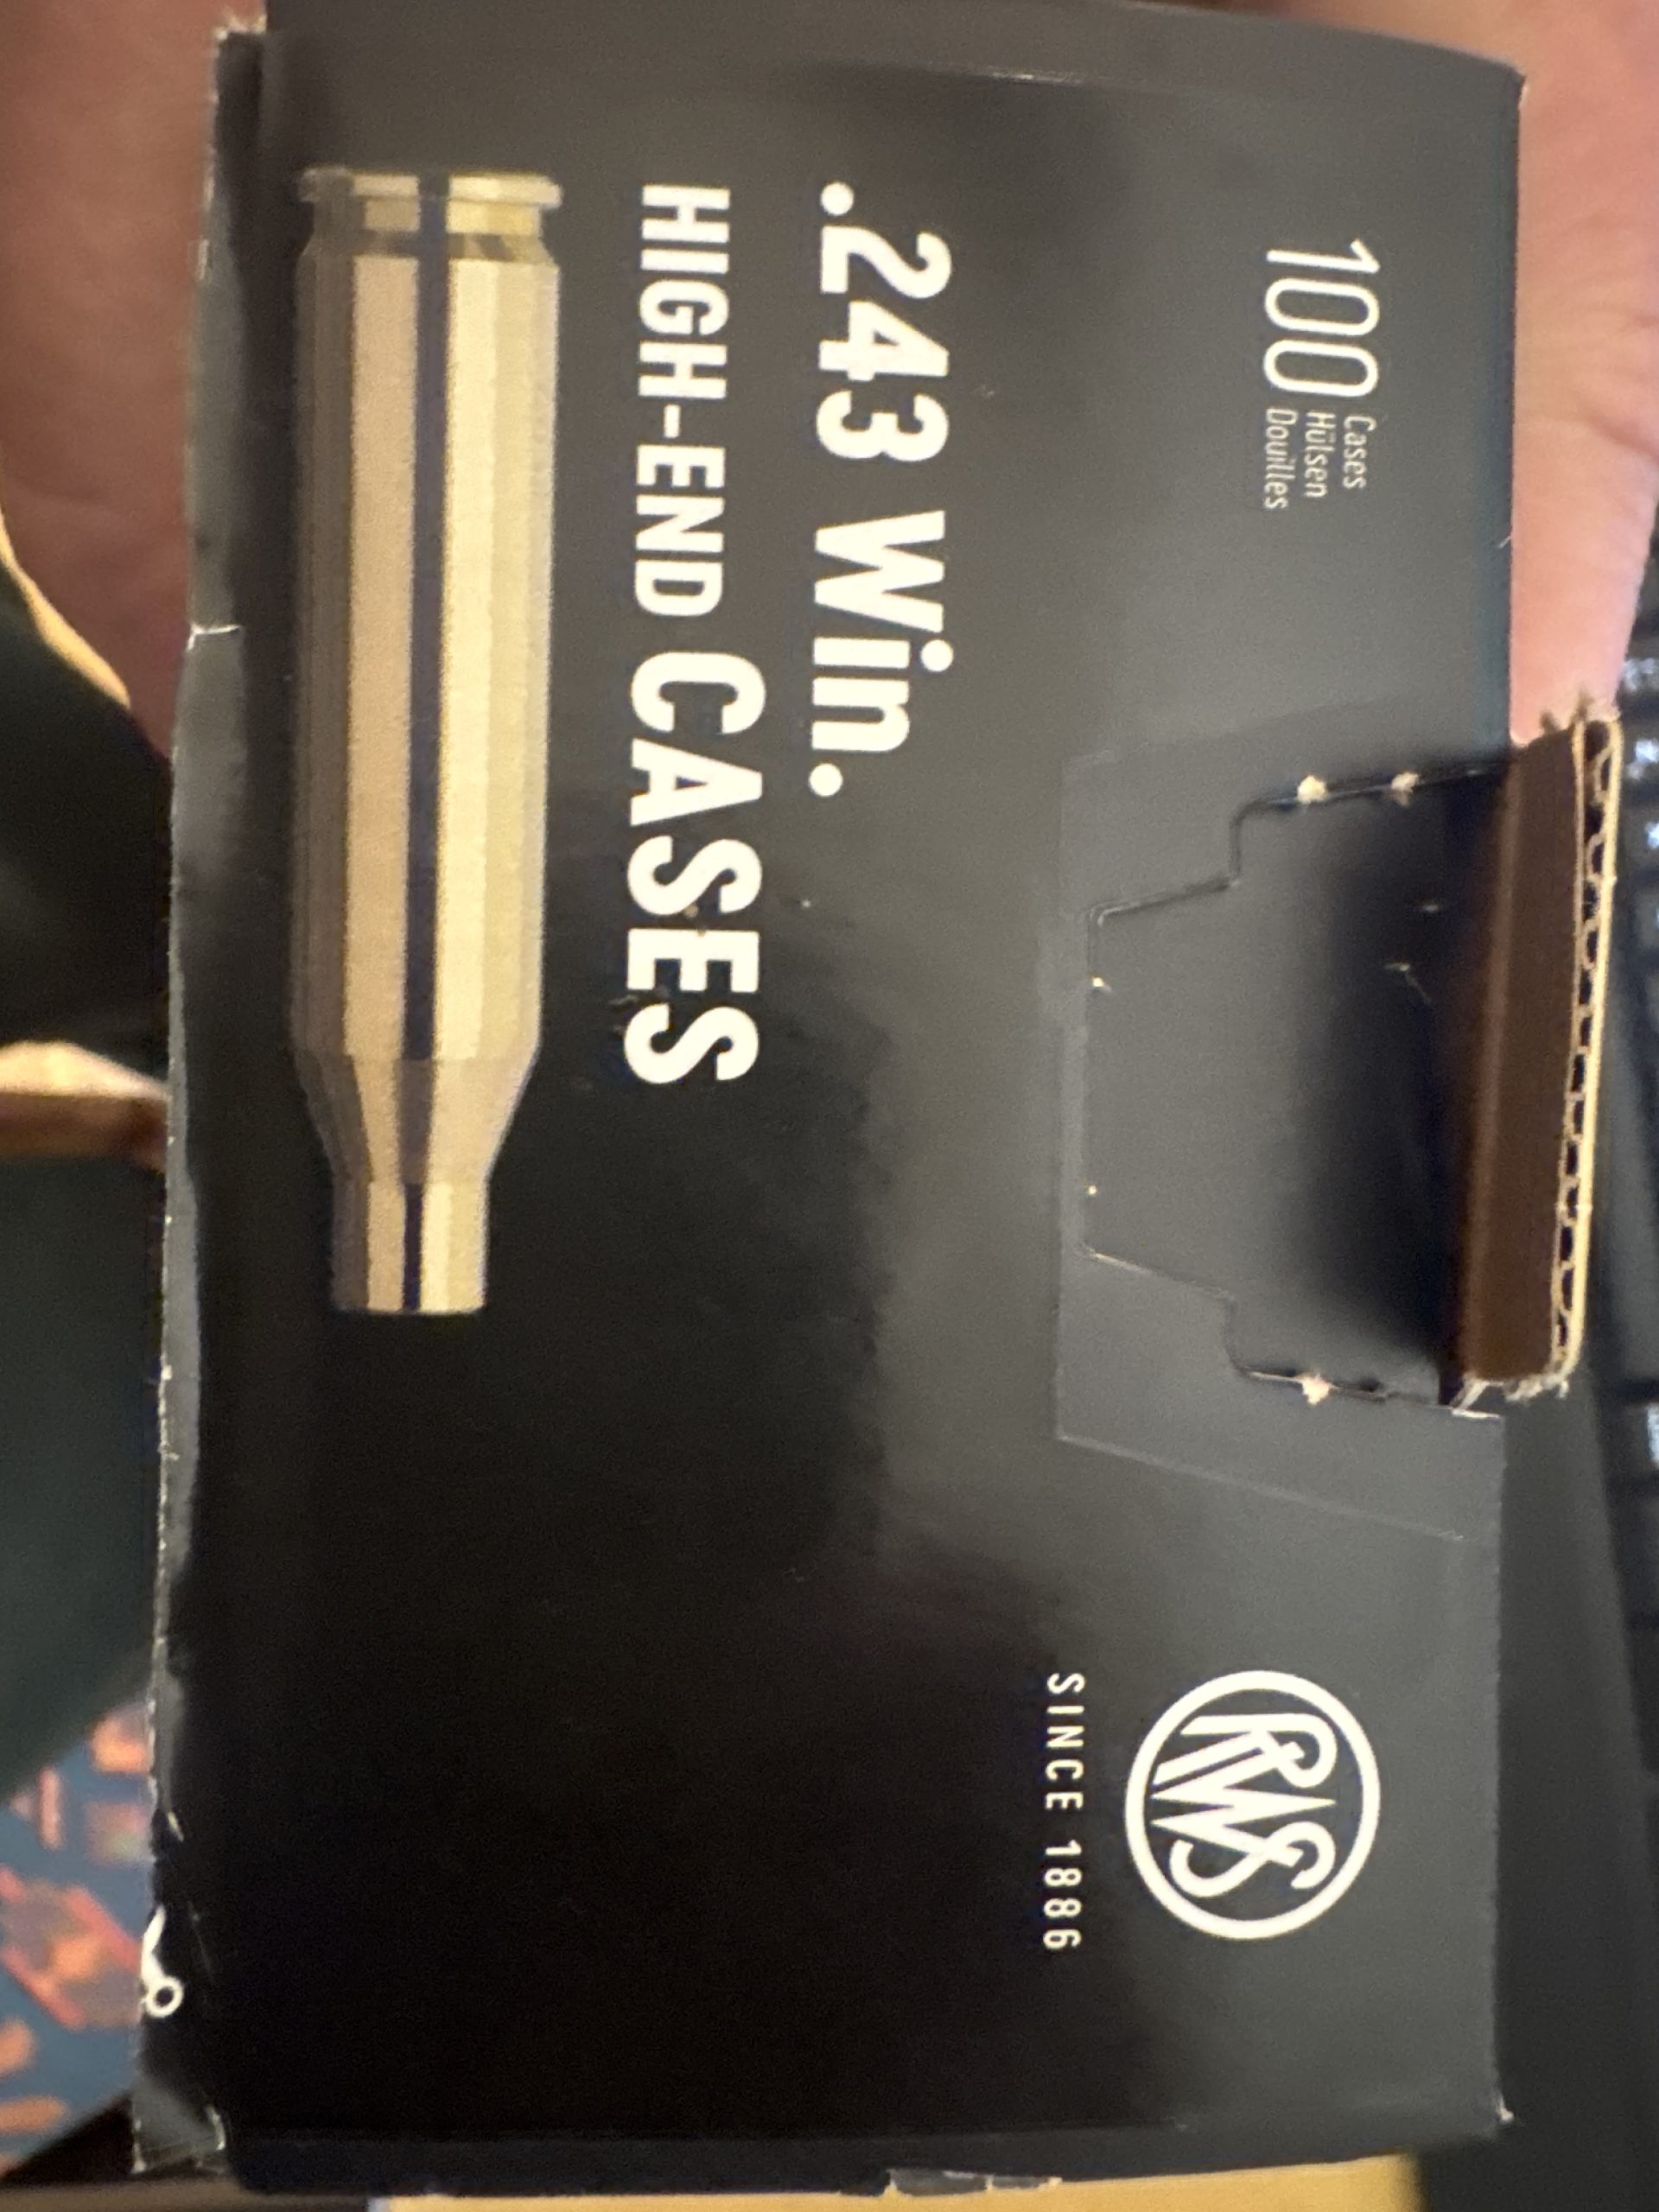 100
Cases
Hülsen
Douilles
RWS
SINCE 1886
.243 Win.
HIGH-END CASES